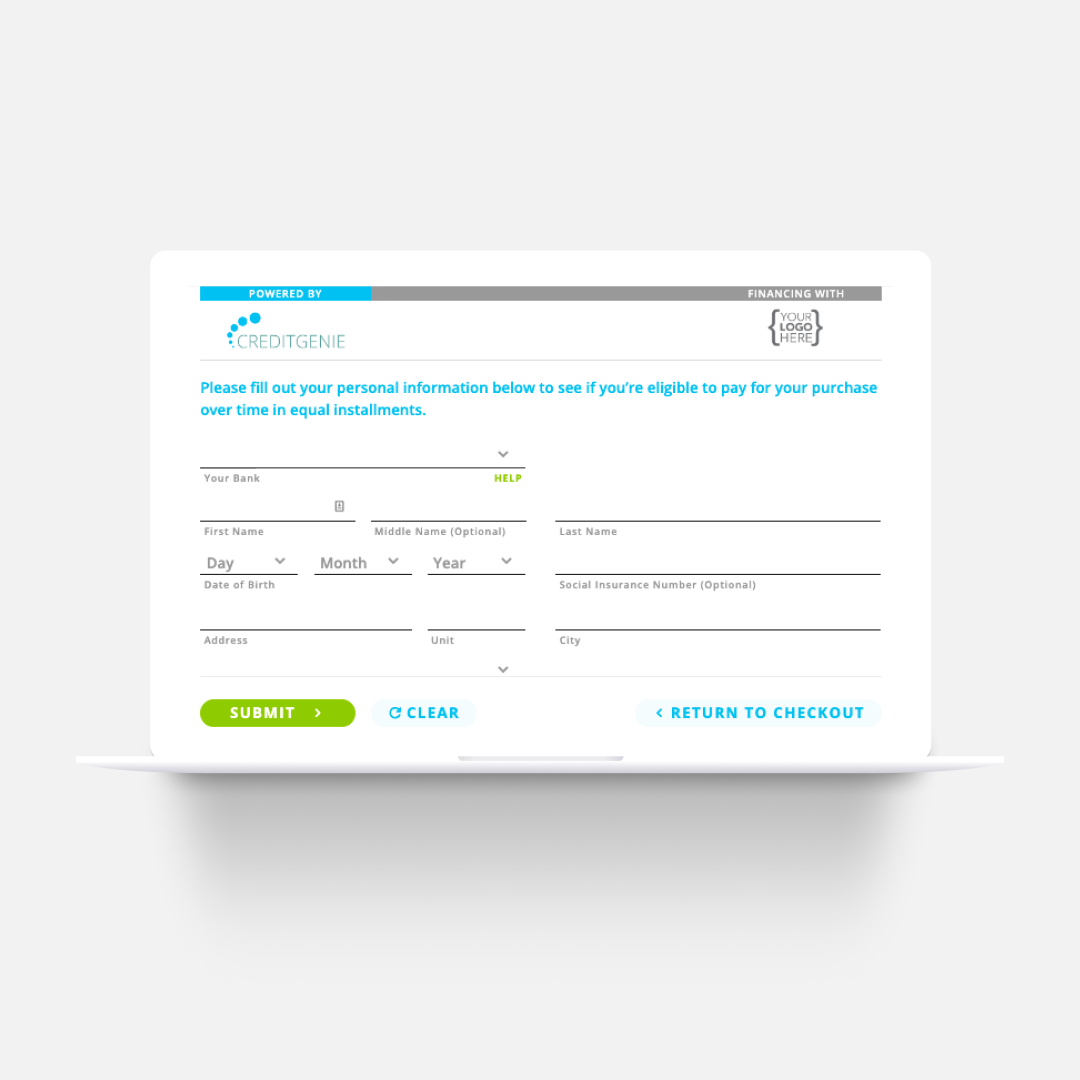 POWERED BY
FINANCING WITH
CREDITGENIE
{YOUR
LOGO
HERE}
Please fill out your personal information below to see if you’re eligible to pay for your purchase
over time in equal installments.
Your Bank
HELP
First Name
Middle Name (Optional)
Last Name
Day
Month
Year
Date of Birth
Social Insurance Number (Optional)
Address
Unit
City
SUBMIT
CLEAR
RETURN TO CHECKOUT